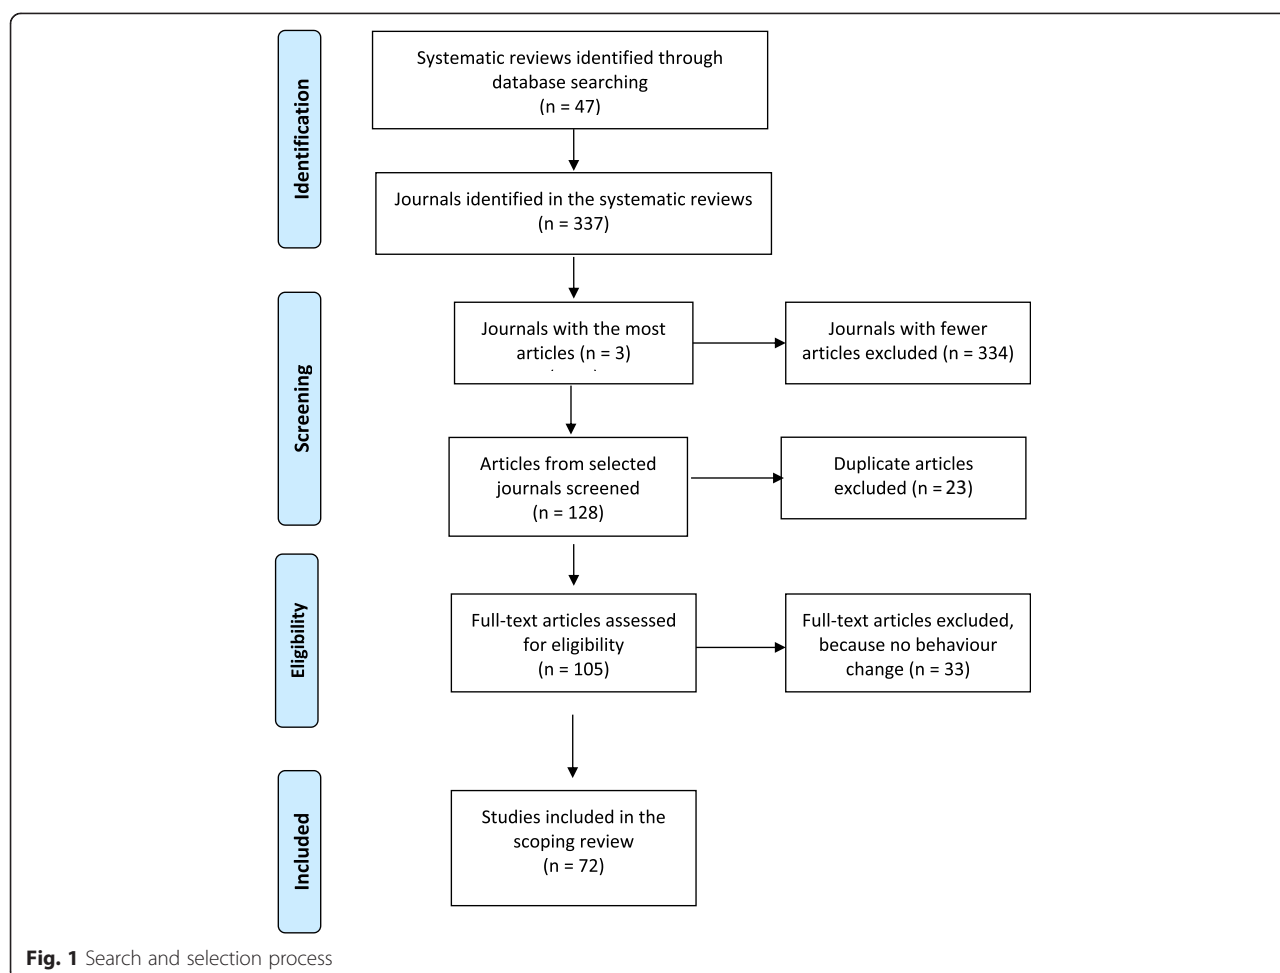 Identification
Systematic reviews identified through
database searching
(n = 47)
Journals identified in the systematic reviews
(n = 337)
Screening
Journals with the most
articles (n = 3)
Journals with fewer
articles excluded (n = 334)
Articles from selected
journals screened
(n = 128)
Duplicate articles
excluded (n = 23)
Eligibility
Full-text articles assessed
for eligibility
(n = 105)
Full-text articles excluded,
because no behaviour
change (n = 33)
Included
Studies included in the
scoping review
(n = 72)
Fig. 1 Search and selection process